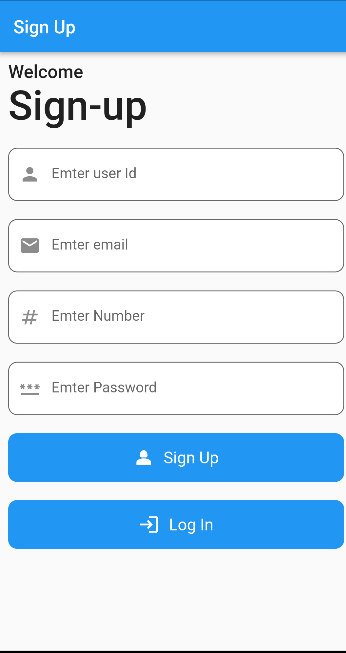 Sign Up
Welcome
Sign-up
Emter user Id
Emter email
Emter Number
Emter Password
Sign Up
Log In